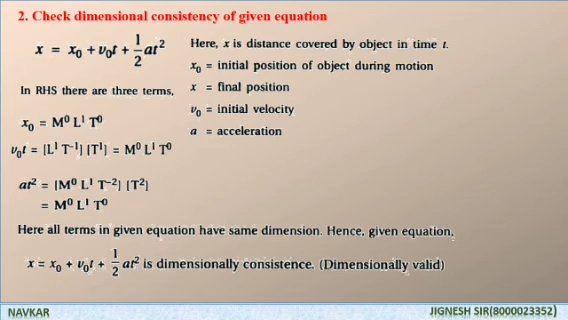 2. Check dimensional consistency of given equation
x = x₀ + v₀t + 1/2 at²
Here, x is distance covered by object in time t.
x₀ = initial position of object during motion
x = final position
v₀ = initial velocity
a = acceleration
In RHS there are three terms,
x₀ = M⁰ L¹ T⁰
v₀t = [L¹ T⁻¹] [T¹] = M⁰ L¹ T⁰
at² = [M⁰ L¹ T⁻²] [T²]
= M⁰ L¹ T⁰
Here all terms in given equation have same dimension. Hence, given equation,
x = x₀ + v₀t + 1/2 at² is dimensionally consistence. (Dimensionally valid)
NAVKAR
JIGNESH SIR(8000023352)